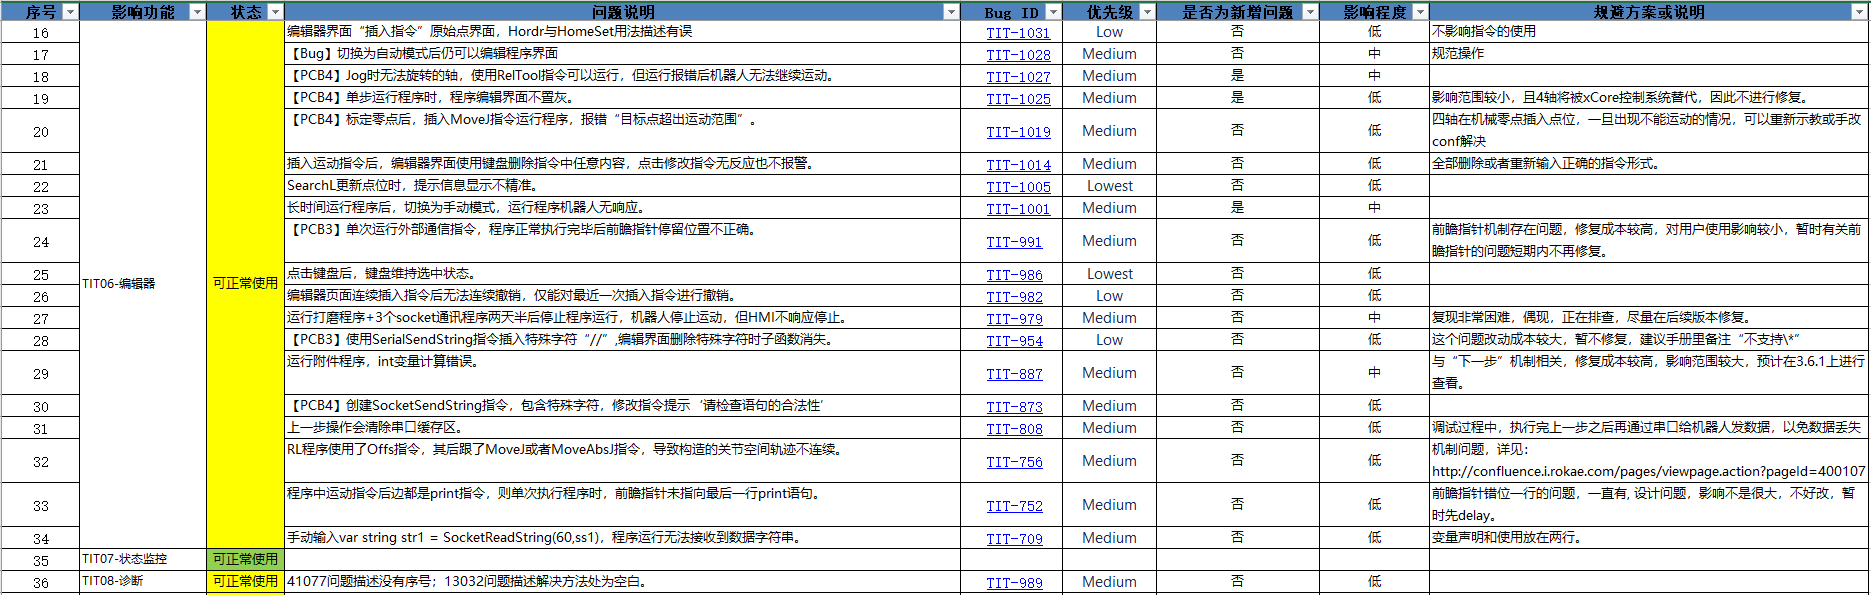 序号 影响功能 状态 问题说明 Bug ID 优先级 是否为新增问题 影响程度 规避方案或说明
16 编辑器界面“插入指令”原始点界面，Hordr与HomeSet用法描述有误 TIT-1031 Low 否 低 不影响指令的使用
17 【Bug】切换为自动模式后仍可以编辑程序界面 TIT-1028 Medium 否 中 规范操作
18 【PCB4】Jog时无法旋转的轴，使用RelTool指令可以运行，但运行报错后机器人无法继续运动。 TIT-1027 Medium 是 中
19 【PCB4】单步运行程序时，程序编辑界面不置灰。 TIT-1025 Medium 是 低 影响范围较小，且4轴将被xCore控制系统替代，因此不进行修复。
20 【PCB4】标定零点后，插入MoveJ指令运行程序，报错“目标点超出运动范围”。 TIT-1019 Medium 否 低 四轴在机械零点插入点位，一旦出现不能运动的情况，可以重新示教或手改
conf解决
21 插入运动指令后，编辑器界面使用键盘删除指令中任意内容，点击修改指令无反应也不报警。 TIT-1014 Medium 否 低 全部删除或者重新输入正确的指令形式。
22 SearchL更新点位时，提示信息显示不精准。 TIT-1005 Lowest 否 低
23 长时间运行程序后，切换为手动模式，运行程序机器人无响应。 TIT-1001 Medium 是 中
24 【PCB3】单次运行外部通信指令，程序正常执行完毕后前瞻指针停留位置不正确。 TIT-991 Medium 否 低 前瞻指针机制存在问题，修复成本较高，对用户使用影响较小，暂时有关前
瞻指针的问题短期内不再修复。
25 点击键盘后，键盘维持选中状态。 TIT-986 Lowest 否 低
TIT06-编辑器 可正常使用
26 编辑器页面连续插入指令后无法连续撤销，仅能对最近一次插入指令进行撤销。 TIT-982 Low 否 低
27 运行打磨程序+3个socket通讯程序两天半后停止程序运行，机器人停止运动，但HMI不响应停止。 TIT-979 Medium 否 中 复现非常困难，偶现，正在排查，尽量在后续版本修复。
28 【PCB3】使用SerialSendString指令插入特殊字符“//”,编辑界面删除特殊字符时子函数消失。 TIT-954 Low 否 低 这个问题改动成本较大，暂不修复，建议手册里备注“不支持\*”
29 运行附件程序，int变量计算错误。 TIT-887 Medium 否 中 与“下一步”机制相关，修复成本较高，影响范围较大，预计在3.6.1上进行
查看。
30 【PCB4】创建SocketSendString指令，包含特殊字符，修改指令提示‘请检查语句的合法性’ TIT-873 Medium 否 低
31 上一步操作会清除串口缓存区。 TIT-808 Medium 否 低 调试过程中，执行完上一步之后再通过串口给机器人发数据，以免数据丢失
32 RL程序使用了Offs指令，其后跟了MoveJ或者MoveAbsJ指令，导致构造的关节空间轨迹不连续。 TIT-756 Medium 否 低 机制问题，详见:
http://confluence.i.rokae.com/pages/viewpage.action?pageId=400107
33 程序中运动指令后边都是print指令，则单次执行程序时，前瞻指针未指向最后一行print语句。 TIT-752 Medium 否 低 前瞻指针错位一行的问题，一直有, 设计问题，影响不是很大，不好改，暂
时先delay。
34 手动输入var string str1 = SocketReadString(60,ss1)，程序运行无法接收到数据字符串。 TIT-709 Medium 否 低 变量声明和使用放在两行。
35 TIT07-状态监控 可正常使用
36 TIT08-诊断 可正常使用 41077问题描述没有序号；13032问题描述解决方法处为空白。 TIT-989 Medium 否 低